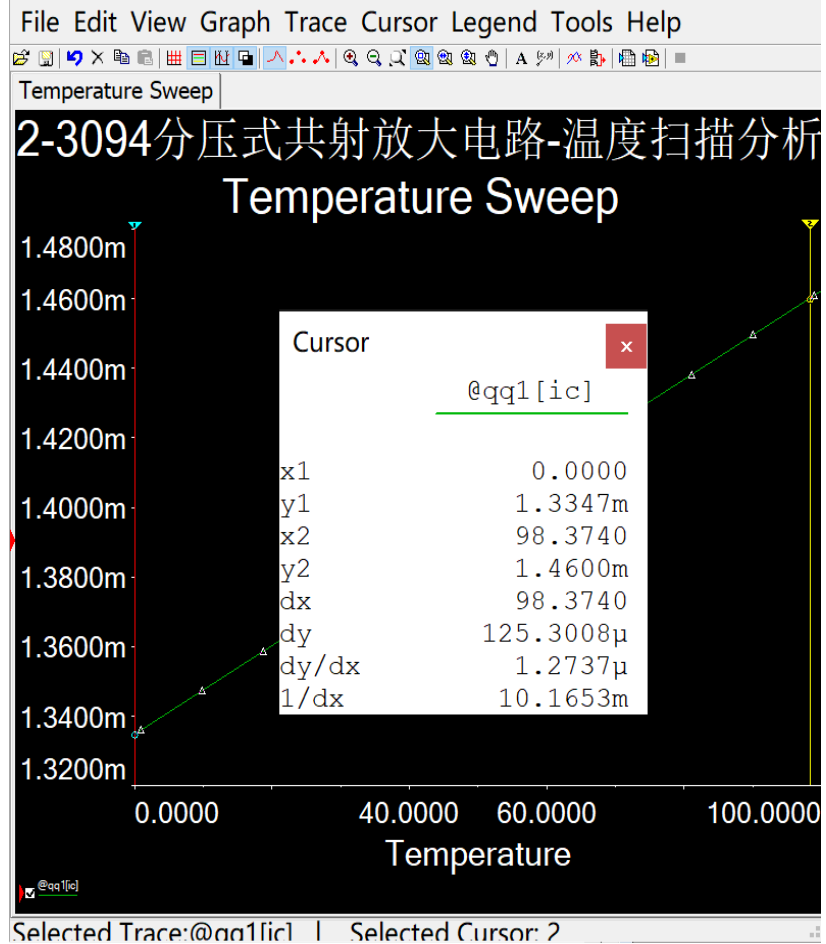 File Edit View Graph Trace Cursor Legend Tools Help
Temperature Sweep
2-3094分压式共射放大电路-温度扫描分析
Temperature Sweep
1.4800m
1.4600m
1.4400m
1.4200m
1.4000m
1.3800m
1.3600m
1.3400m
1.3200m
Cursor
@qq1[ic]
x1 0.0000
y1 1.3347m
x2 98.3740
y2 1.4600m
dx 98.3740
dy 125.3008µ
dy/dx 1.2737µ
1/dx 10.1653m
0.0000 40.0000 60.0000 100.0000
Temperature
@qq1[ic]
Selected Trace:@qq1[ic] | Selected Cursor: 2